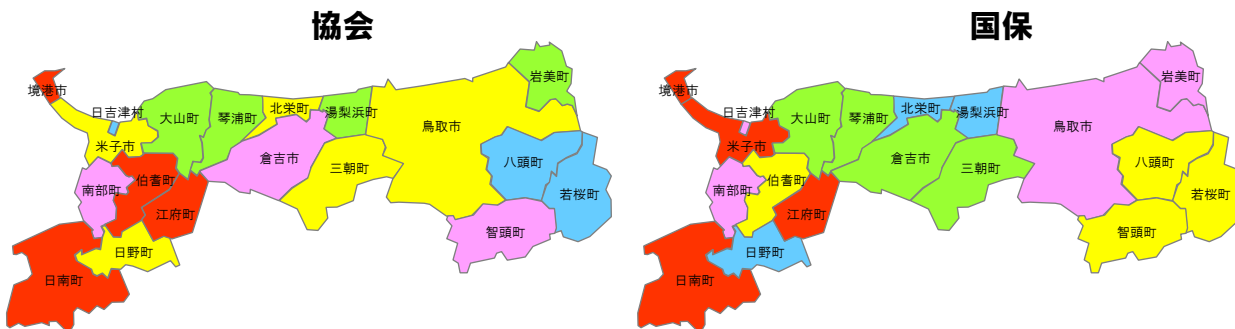 協会
岩美町
境港市
日吉津村
大山町
琴浦町
北栄町
湯梨浜町
鳥取市
米子市
倉吉市
三朝町
八頭町
南部町
伯耆町
若桜町
江府町
智頭町
日野町
日南町
国保
岩美町
境港市
日吉津村
大山町
琴浦町
北栄町
湯梨浜町
鳥取市
米子市
倉吉市
三朝町
八頭町
南部町
伯耆町
若桜町
江府町
智頭町
日野町
日南町